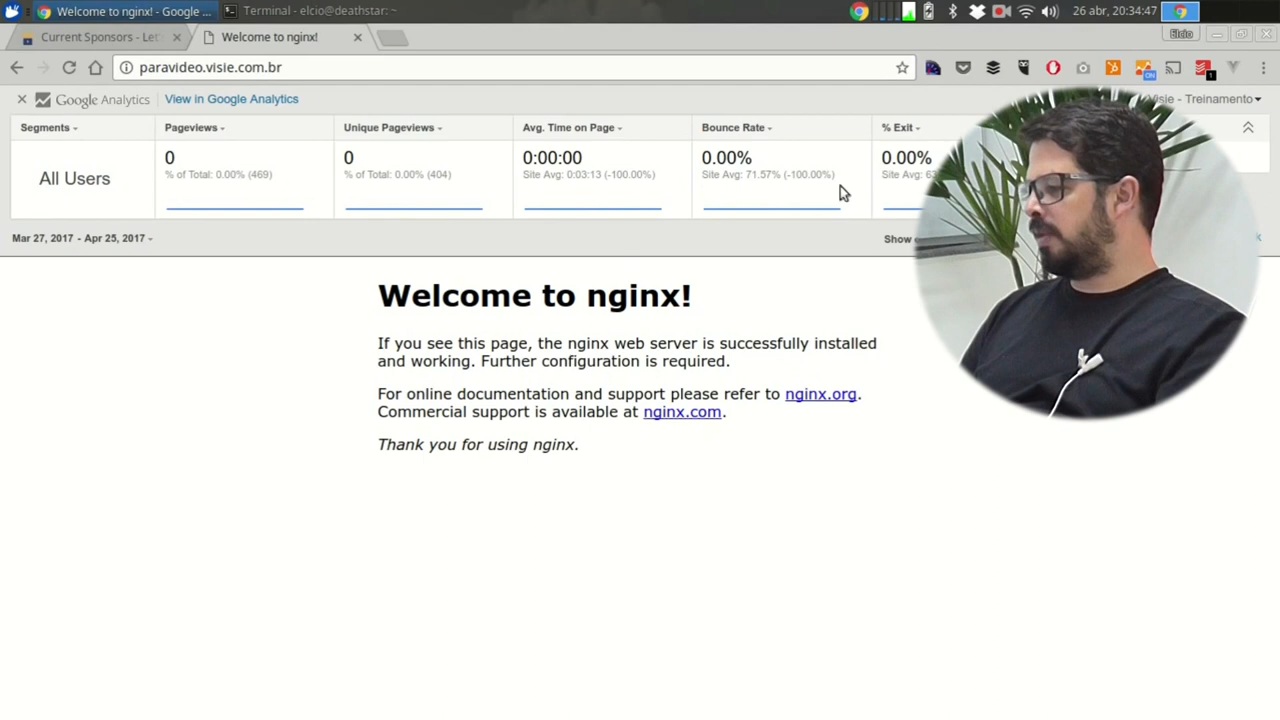 Welcome to nginx! - Google ...
Terminal - elcio@deathstar: ~
26 abr, 20:34:47
Current Sponsors - Let'
Welcome to nginx!
Elcio
paravideo.visie.com.br
ON
1
Google Analytics
View in Google Analytics
Visie - Treinamento
Segments
Pageviews
Unique Pageviews
Avg. Time on Page
Bounce Rate
% Exit
All Users
0
% of Total: 0.00% (469)
0
% of Total: 0.00% (404)
0:00:00
Site Avg: 0:03:13 (-100.00%)
0.00%
Site Avg: 71.57% (-100.00%)
0.00%
Site Avg:
Mar 27, 2017 - Apr 25, 2017
Show
Welcome to nginx!
If you see this page, the nginx web server is successfully installed
and working. Further configuration is required.
For online documentation and support please refer to nginx.org.
Commercial support is available at nginx.com.
Thank you for using nginx.